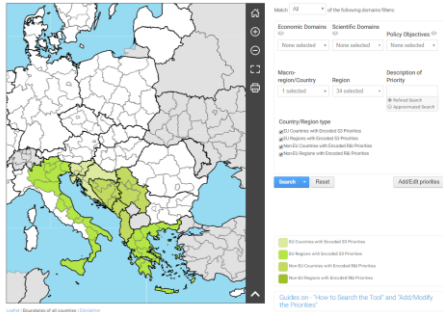 Match All of the following domains filters:
Economic Domains Scientific Domains Policy Objectives
None selected None selected None selected
Macro-region/Country Region Description of Priority
1 selected 34 selected
Refined Search
Approximated Search
Country/Region type
EU Countries with Encoded S3 Priorities
EU Regions with Encoded S3 Priorities
Non-EU Countries with Encoded R&I Priorities
Non-EU Regions with Encoded R&I Priorities
Search Reset Add/Edit priorities
EU Countries with Encoded S3 Priorities
EU Regions with Encoded S3 Priorities
Non-EU Countries with Encoded R&I Priorities
Non-EU Regions with Encoded R&I Priorities
Guides on - "How to Search the Tool" and "Add/Modify
the Priorities"
Leaflet | Boundaries of all countries | Disclaimer